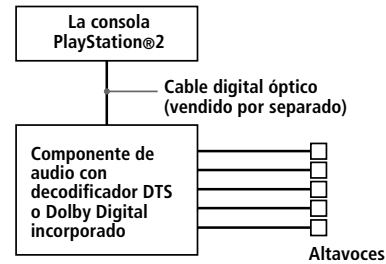 La consola
PlayStation®2
Cable digital óptico
(vendido por separado)
Componente de
audio con
decodificador DTS
o Dolby Digital
incorporado
Altavoces